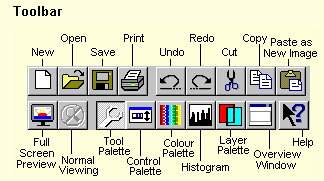 Toolbar
New
Open
Save
Print
Undo
Redo
Cut
Copy
Paste as
New Image
Full
Screen
Preview
Normal
Viewing
Tool
Palette
Control
Palette
Colour
Palette
Histogram
Layer
Palette
Overview
Window
Help